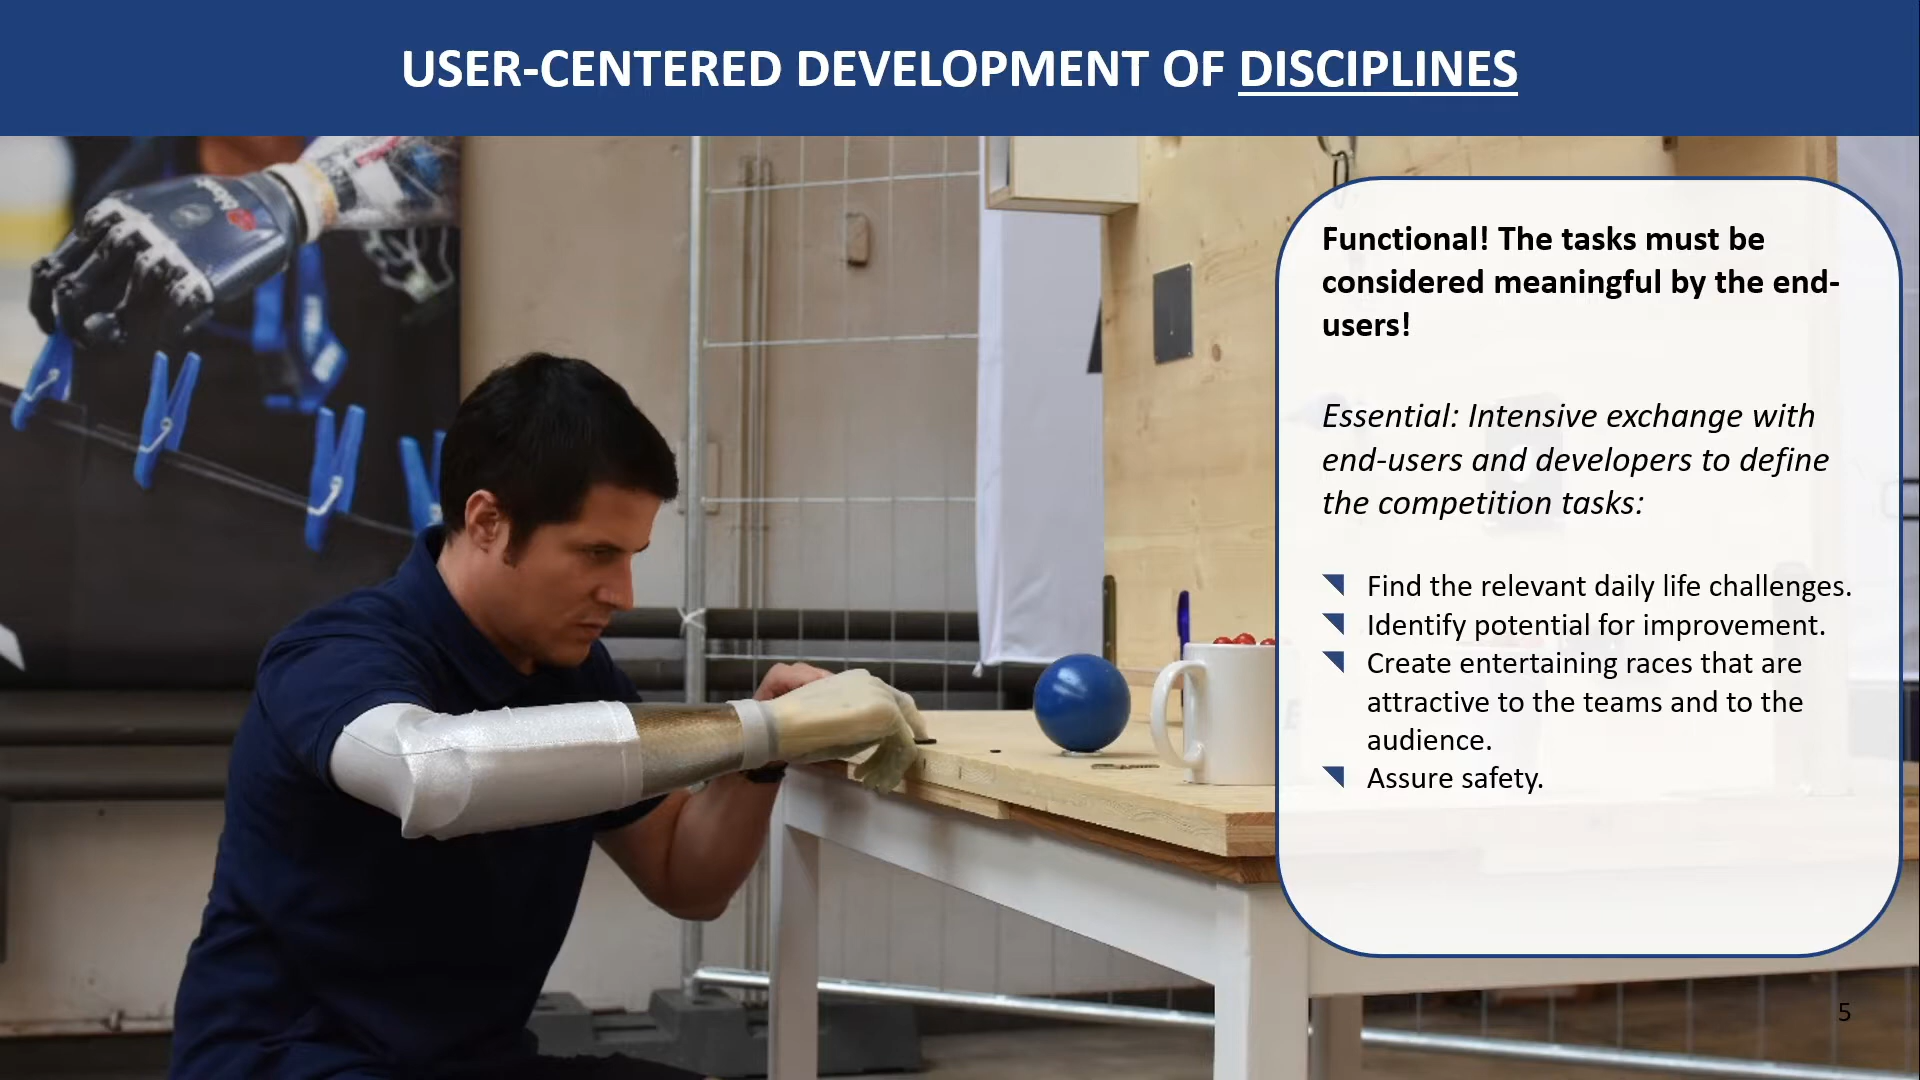 USER-CENTERED DEVELOPMENT OF DISCIPLINES
Functional! The tasks must be
considered meaningful by the end-
users!
Essential: Intensive exchange with
end-users and developers to define
the competition tasks:
Find the relevant daily life challenges.
Identify potential for improvement.
Create entertaining races that are
attractive to the teams and to the
audience.
Assure safety.
5